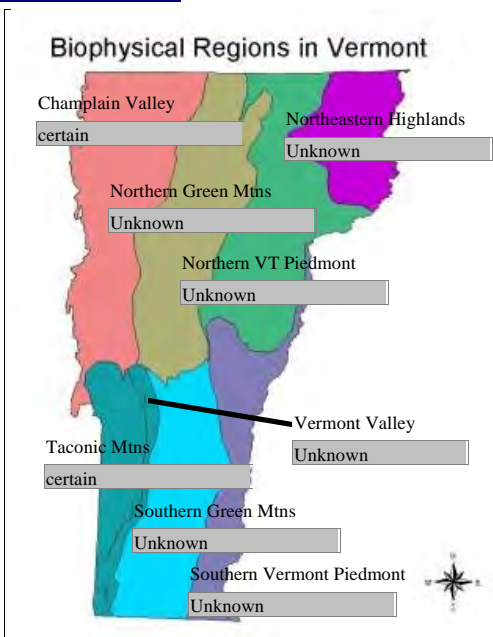 Biophysical Regions in Vermont
Champlain Valley
certain
Northeastern Highlands
Unknown
Northern Green Mtns
Unknown
Northern VT Piedmont
Unknown
Vermont Valley
Unknown
Taconic Mtns
certain
Southern Green Mtns
Unknown
Southern Vermont Piedmont
Unknown